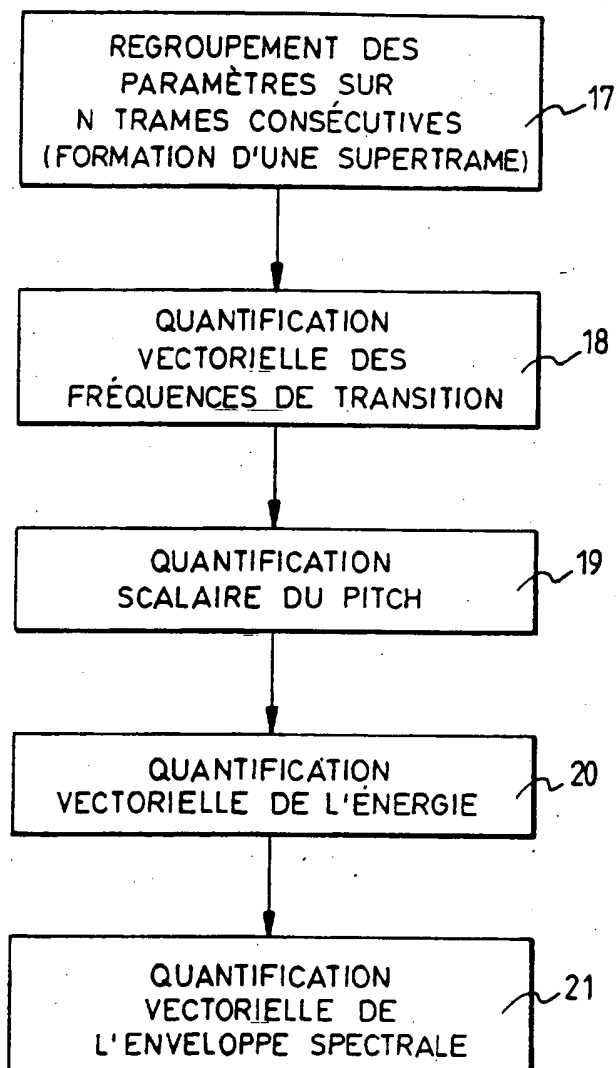 REGROUPEMENT DES
PARAMÈTRES SUR
N TRAMES CONSÉCUTIVES
(FORMATION D'UNE SUPERTRAME)
17
QUANTIFICATION
VECTORIELLE DES
FRÉQUENCES DE TRANSITION
18
QUANTIFICATION
SCALAIRE DU PITCH
19
QUANTIFICATION
VECTORIELLE DE L'ÉNERGIE
20
QUANTIFICATION
VECTORIELLE DE
L'ENVELOPPE SPECTRALE
21